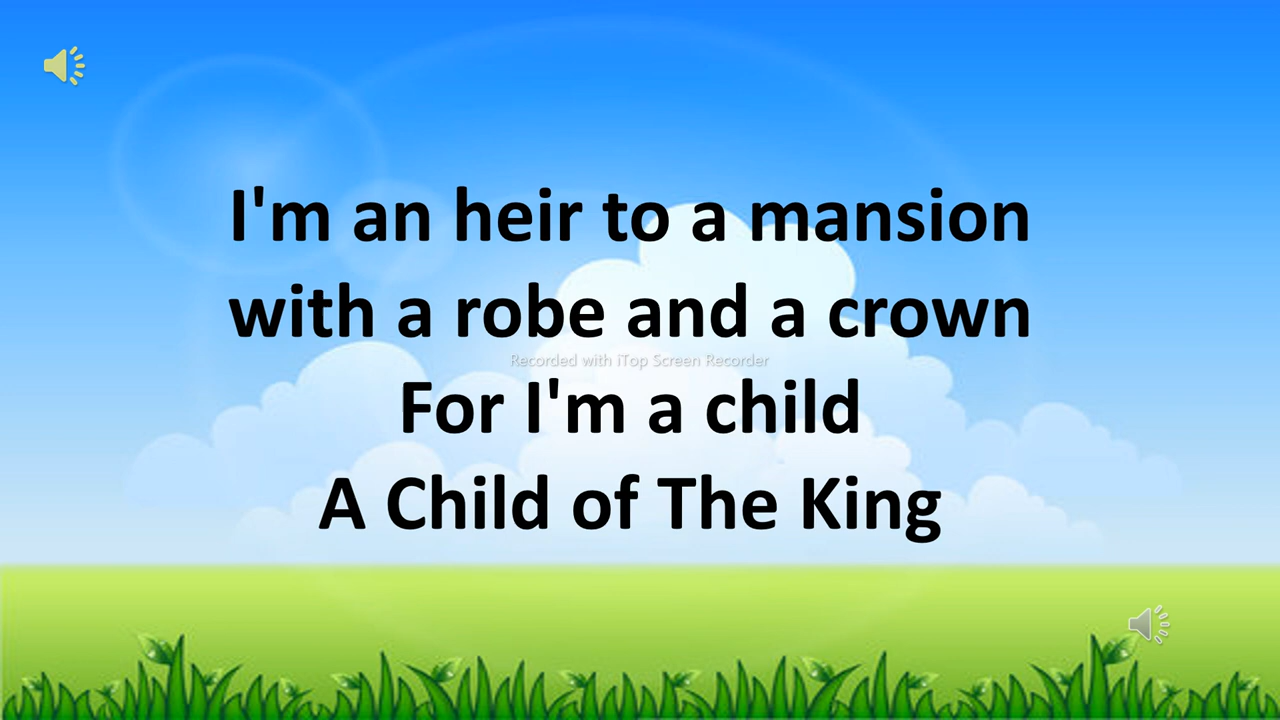 I'm an heir to a mansion
with a robe and a crown
Recorded with iTop Screen Recorder
For I'm a child
A Child of The King